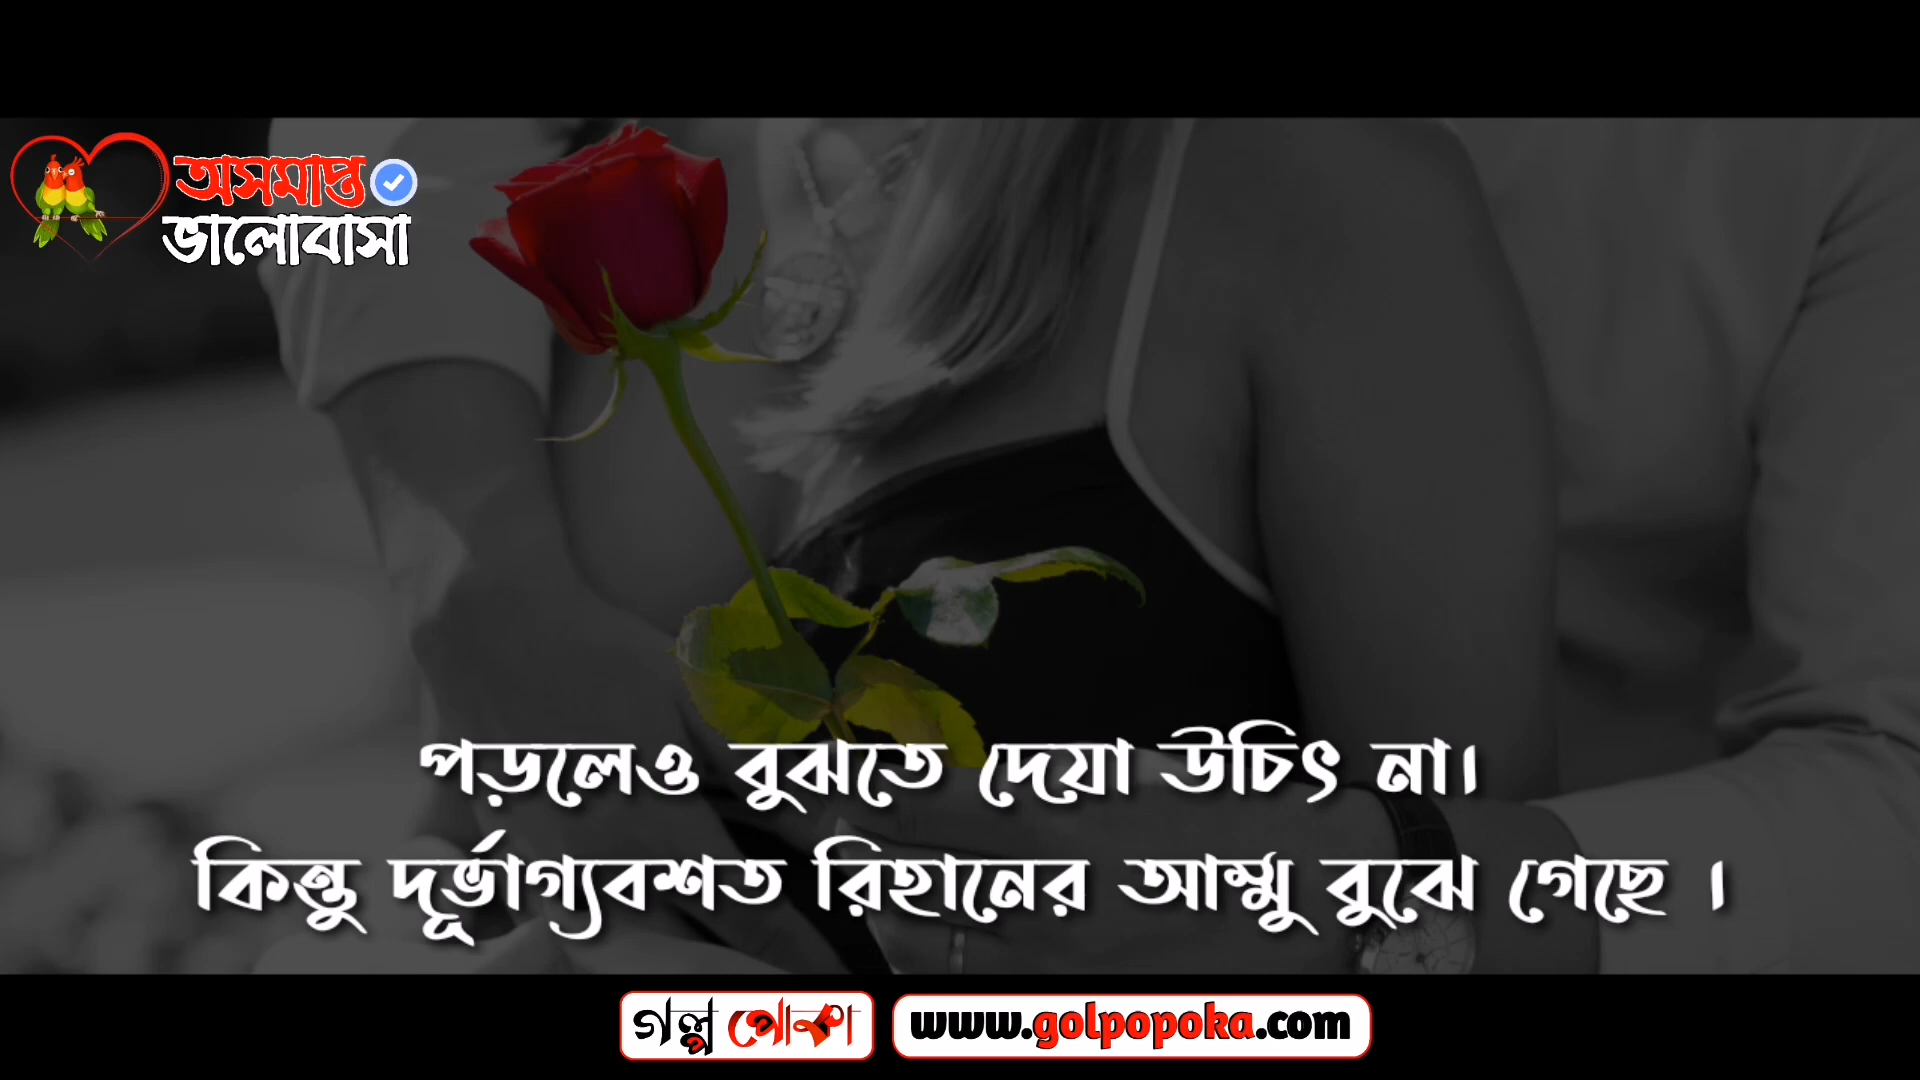 অসমাপ্ত
ভালোবাসা
পড়লেও বুঝতে দেয়া উচিৎ না।
কিন্তু দূর্ভাগ্যবশত রিহানের আম্মু বুঝে গেছে ।
গল্প পোকা
www.golpopoka.com